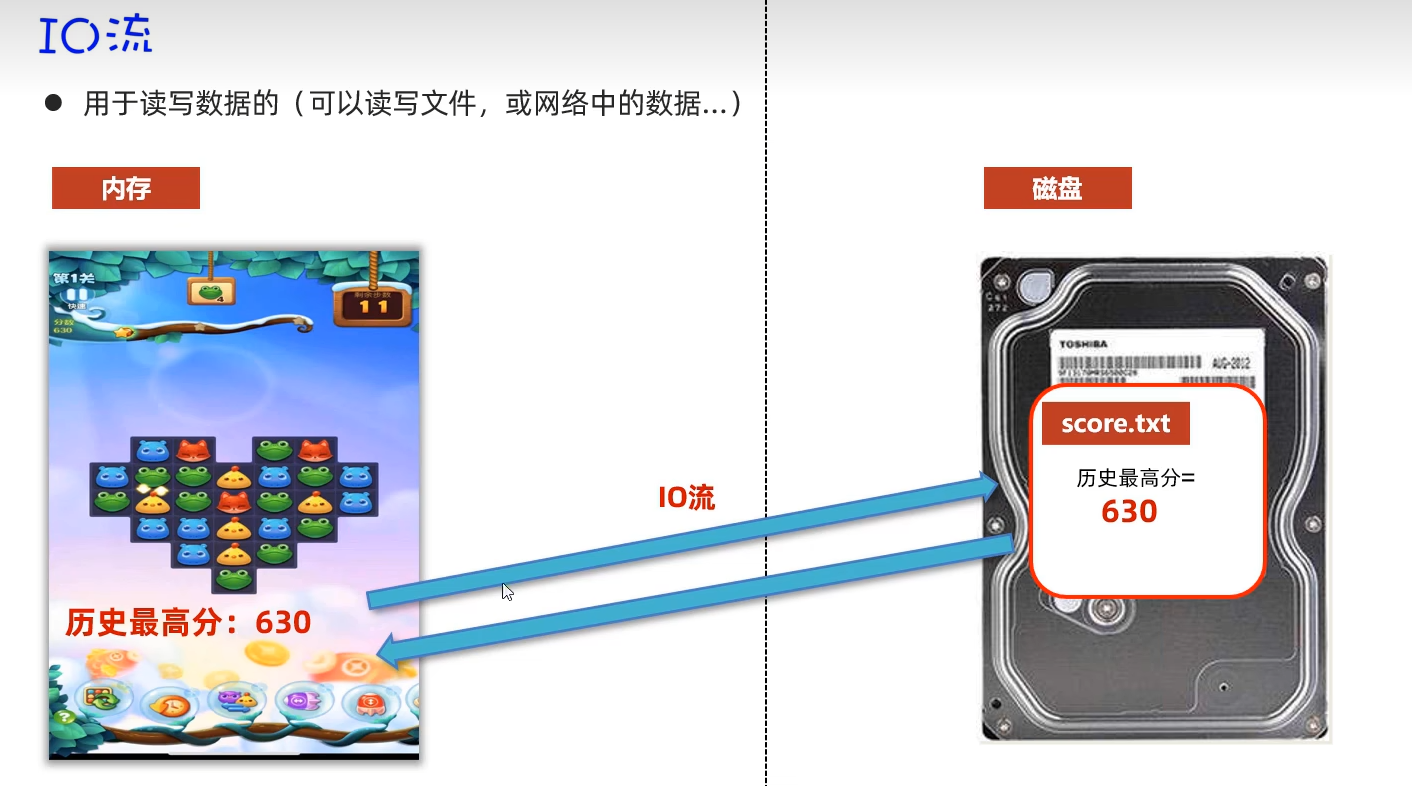 IO流
● 用于读写数据的（可以读写文件，或网络中的数据...）
内存
磁盘
第1关
4
剩余步数
11
快速
分数
630
TOSHIBA
AUG-2012
score.txt
历史最高分=
630
IO流
历史最高分：630
?